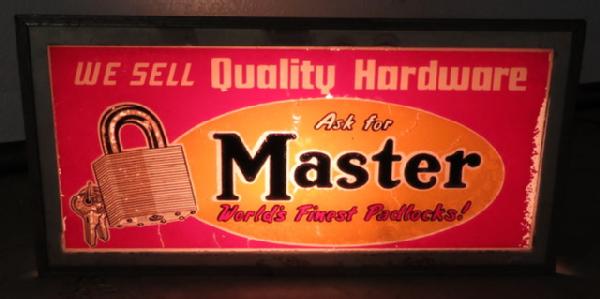 WE SELL Quality Hardware
Ask for
Master
World's Finest Padlocks!